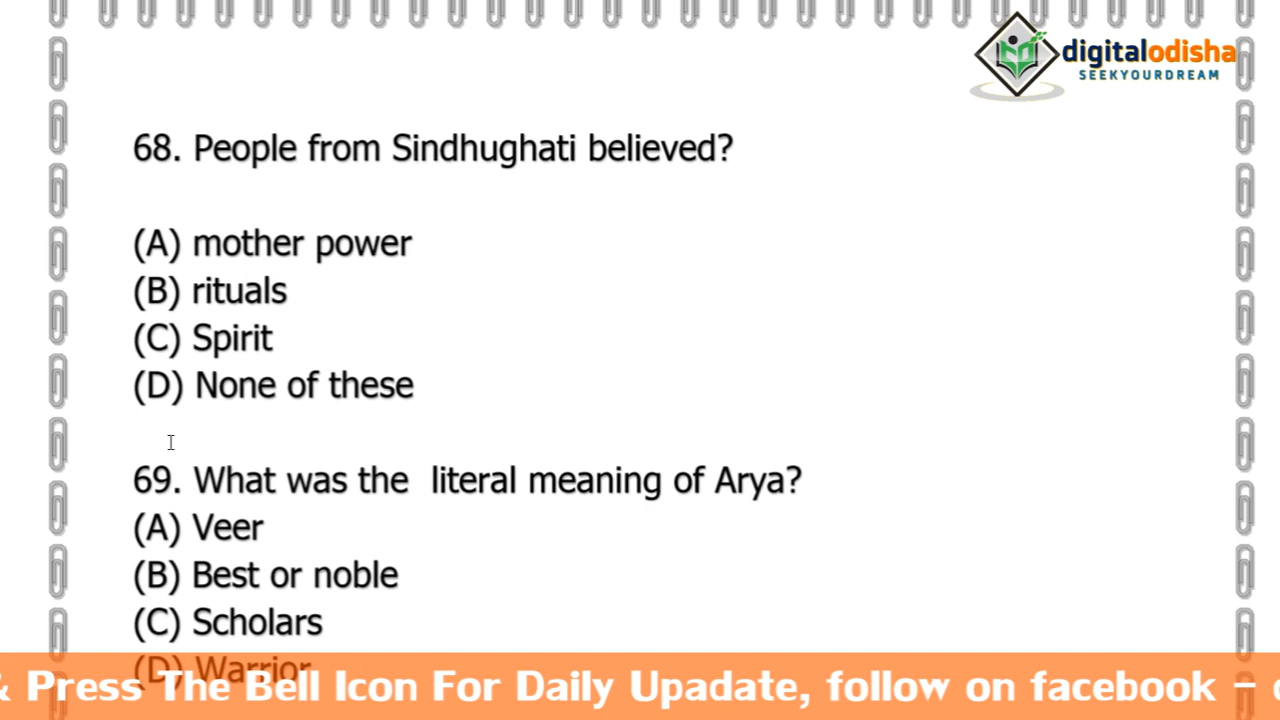 digitalodisha
SEEKYOURDREAM
68. People from Sindhughati believed?
(A) mother power
(B) rituals
(C) Spirit
(D) None of these
69. What was the literal meaning of Arya?
(A) Veer
(B) Best or noble
(C) Scholars
(D) Warrior
& Press The Bell Icon For Daily Upadate, follow on facebook –